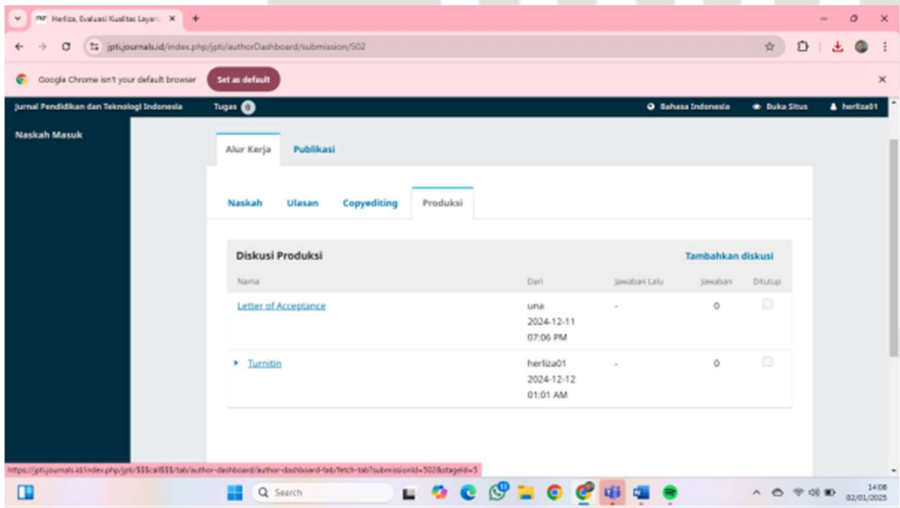 PKP Herliza, Evaluasi Kualitas Layan
jpti.journals.id/index.php/jpti/authorDashboard/submission/502
Google Chrome isn't your default browser Set as default
Jurnal Pendidikan dan Teknologi Indonesia Tugas 0 Bahasa Indonesia Buka Situs herliza01
Naskah Masuk
Alur Kerja Publikasi
Naskah Ulasan Copyediting Produksi
Diskusi Produksi Tambahkan diskusi
Nama Dari Jawaban Lalu Jawaban Ditutup
Letter of Acceptance una - 0
2024-12-11
07:06 PM
Turnitin herliza01 - 0
2024-12-12
01:01 AM
https://jpti.journals.id/index.php/jpti/$$$call$$$/tab/author-dashboard/author-dashboard-tab/fetch-tab?submissionId=502&stageId=5
Search
14:08
02/01/2025